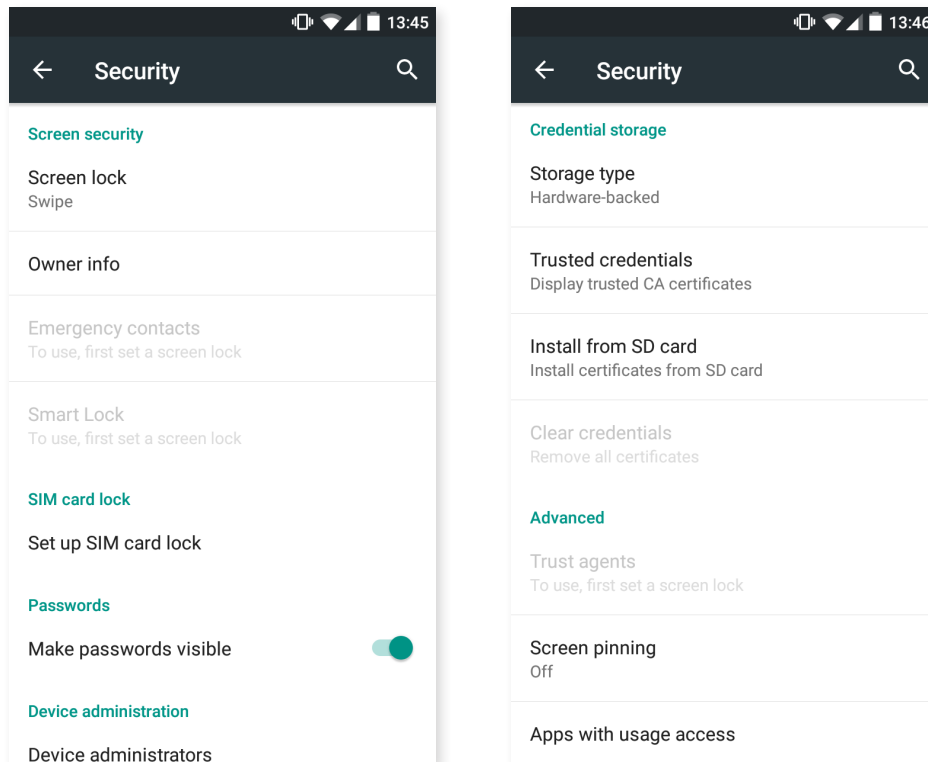 13:45
Security
Screen security
Screen lock
Swipe
Owner info
Emergency contacts
To use, first set a screen lock
Smart Lock
To use, first set a screen lock
SIM card lock
Set up SIM card lock
Passwords
Make passwords visible
Device administration
Device administrators
13:46
Security
Credential storage
Storage type
Hardware-backed
Trusted credentials
Display trusted CA certificates
Install from SD card
Install certificates from SD card
Clear credentials
Remove all certificates
Advanced
Trust agents
To use, first set a screen lock
Screen pinning
Off
Apps with usage access